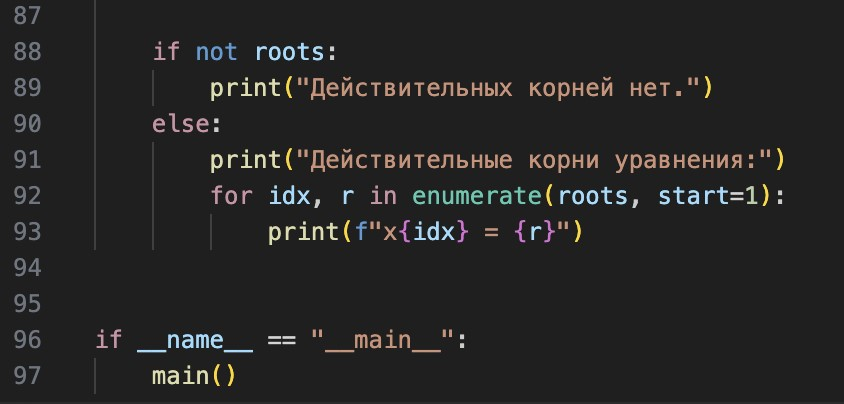 87
88 if not roots:
89 print("Действительных корней нет.")
90 else:
91 print("Действительные корни уравнения:")
92 for idx, r in enumerate(roots, start=1):
93 print(f"x{idx} = {r}")
94
95
96 if __name__ == "__main__":
97 main()